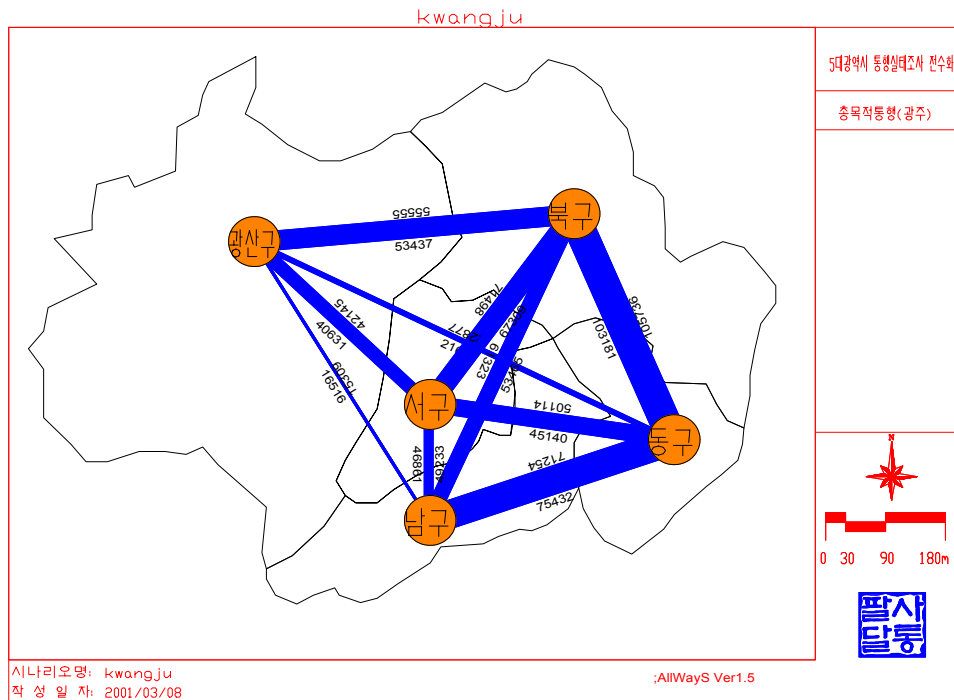 kwangju
5대광역시 통행실태조사 전수화
총목적통행(광주)
북구
광산구
55555
53437
42145
40631
15309
16516
103181
서구
50114
45140
동구
71254
75432
46861
49233
남구
N
0 30 90 180m
팔사
달통
시나리오명: kwangju
작 성 일 자: 2001/03/08
;AllWayS Ver1.5